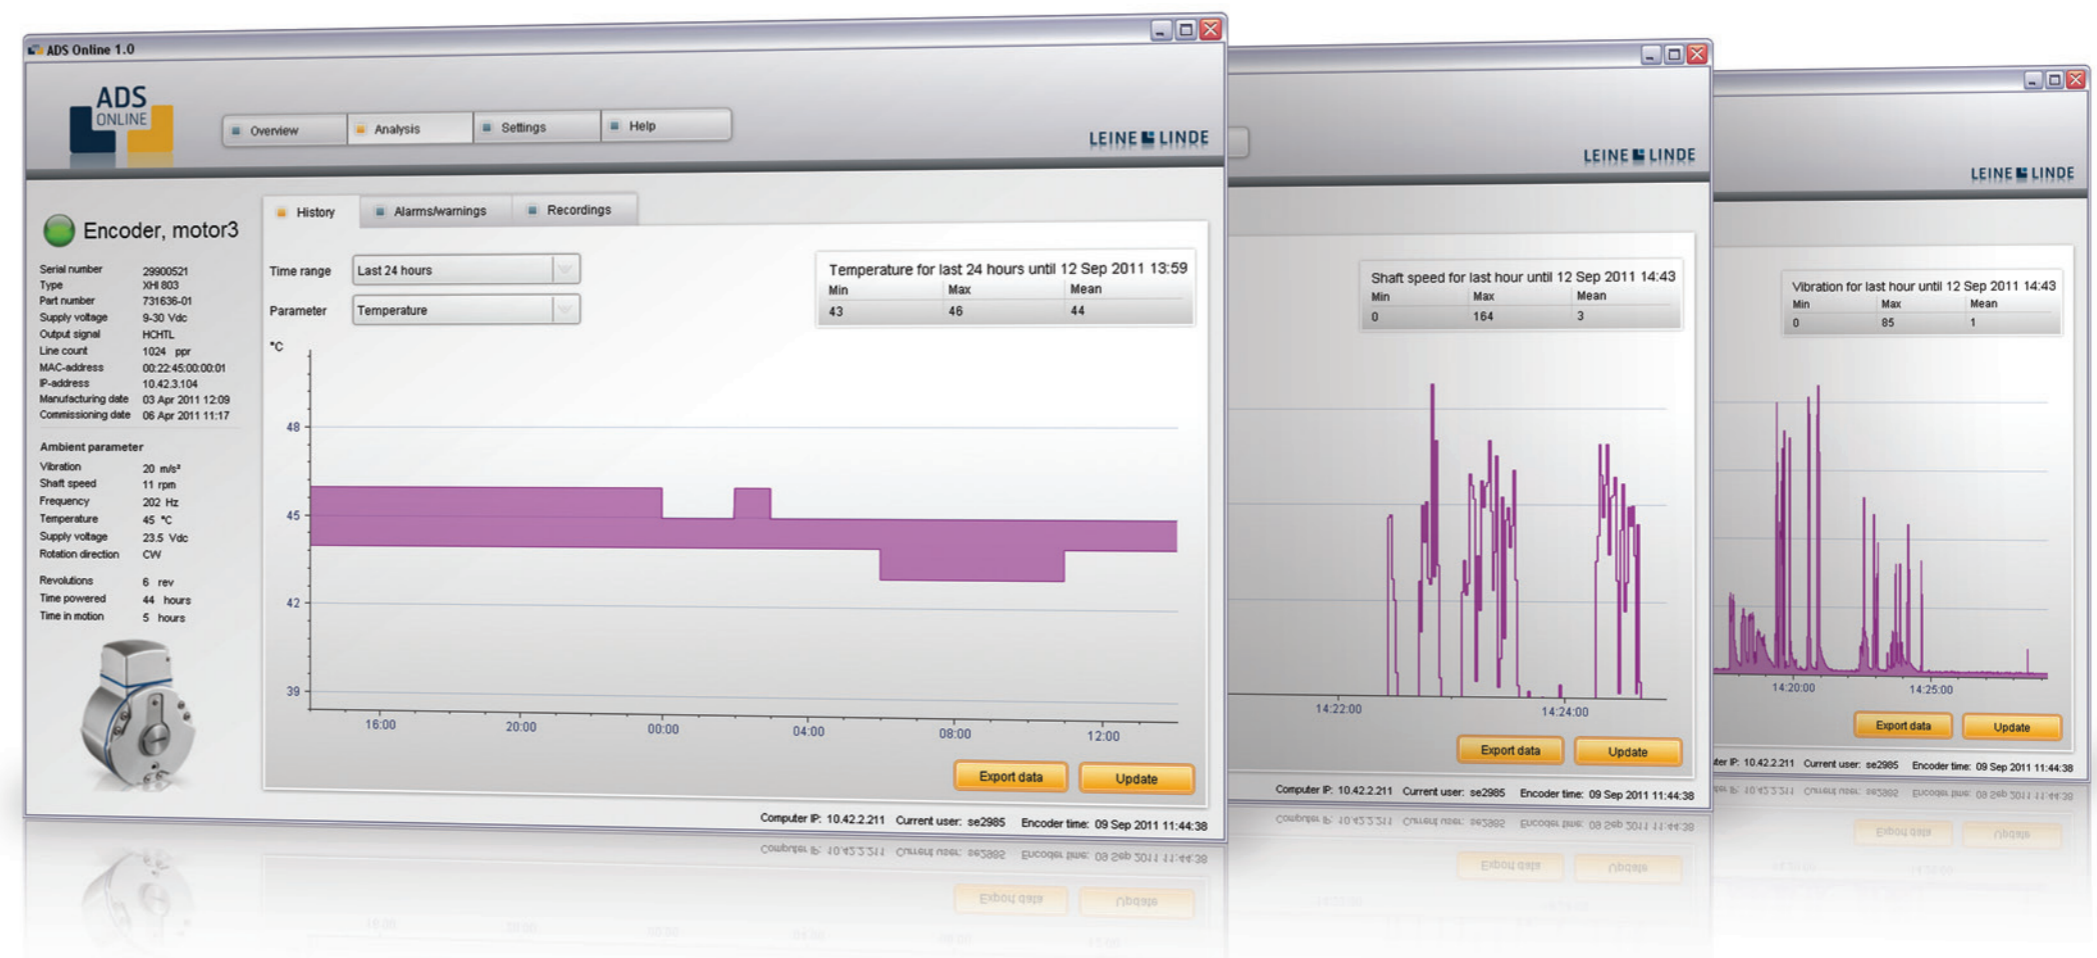 ADS Online 1.0
ADS
ONLINE
Overview
Analysis
Settings
Help
LEINE LINDE
Encoder, motor3
Serial number 29900521
Type XHI 803
Part number 731636-01
Supply voltage 9-30 Vdc
Output signal HCHTL
Line count 1024 ppr
MAC-address 00:22:45:00:00:01
IP-address 10.42.3.104
Manufacturing date 03 Apr 2011 12:09
Commissioning date 06 Apr 2011 11:17
Ambient parameter
Vibration 20 m/s²
Shaft speed 11 rpm
Frequency 202 Hz
Temperature 45 °C
Supply voltage 23.5 Vdc
Rotation direction CW
Revolutions 6 rev
Time powered 44 hours
Time in motion 5 hours
History
Alarms/warnings
Recordings
Time range Last 24 hours
Parameter Temperature
Temperature for last 24 hours until 12 Sep 2011 13:59
Min Max Mean
43 46 44
°C
48
45
42
39
16:00 20:00 00:00 04:00 08:00 12:00
Export data
Update
Computer IP: 10.42.2.211 Current user: se2985 Encoder time: 09 Sep 2011 11:44:38
LEINE LINDE
Shaft speed for last hour until 12 Sep 2011 14:43
Min Max Mean
0 164 3
14:22:00 14:24:00
Export data
Update
Computer IP: 10.42.2.211 Current user: se2985 Encoder time: 09 Sep 2011 11:44:38
LEINE LINDE
Vibration for last hour until 12 Sep 2011 14:43
Min Max Mean
0 85 1
14:20:00 14:25:00
Export data
Update
uter IP: 10.42.2.211 Current user: se2985 Encoder time: 09 Sep 2011 11:44:38